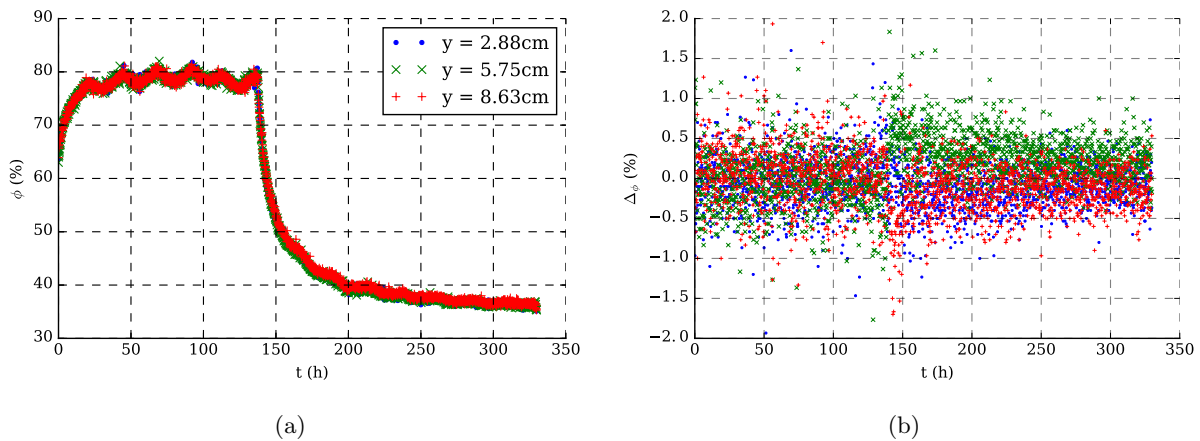 90
80
70
60
50
40
30
ϕ (%)
0 50 100 150 200 250 300 350
t (h)
y = 2.88cm
y = 5.75cm
y = 8.63cm
(a)
2.0
1.5
1.0
0.5
0.0
−0.5
−1.0
−1.5
−2.0
Δϕ (%)
0 50 100 150 200 250 300 350
t (h)
(b)